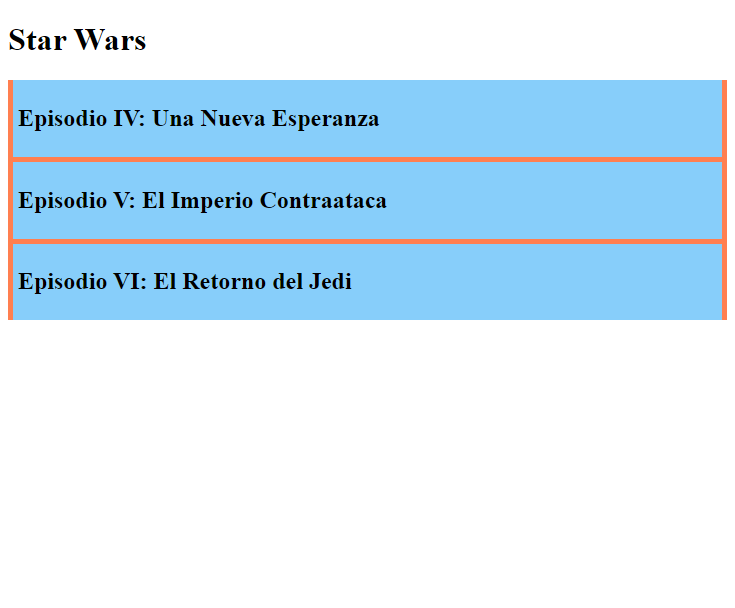 Star Wars
Episodio IV: Una Nueva Esperanza
Episodio V: El Imperio Contraataca
Episodio VI: El Retorno del Jedi